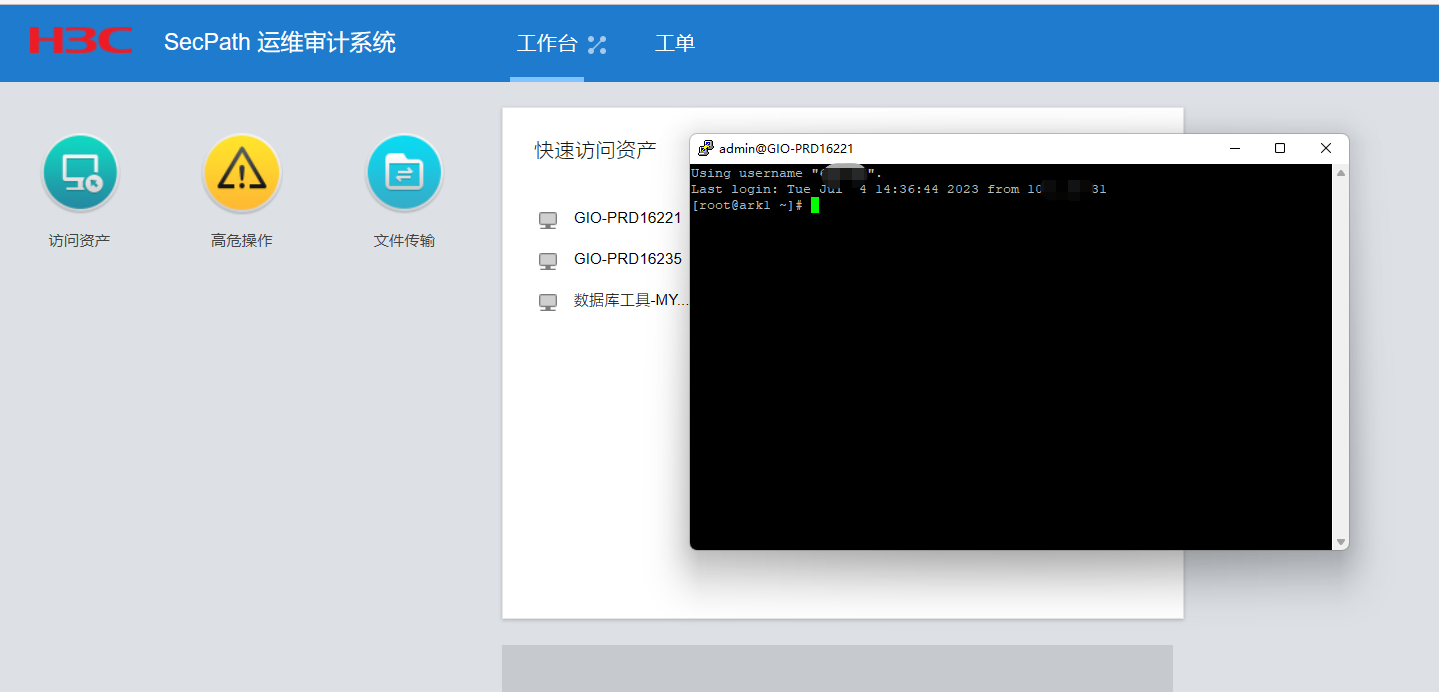 H3C SecPath 运维审计系统 工作台 工单
访问资产 高危操作 文件传输
快速访问资产
GIO-PRD16221
GIO-PRD16235
数据库工具-MY...
admin@GIO-PRD16221
Using username " ".
Last login: Tue Jul 4 14:36:44 2023 from 10 31
[root@ark1 ~]#